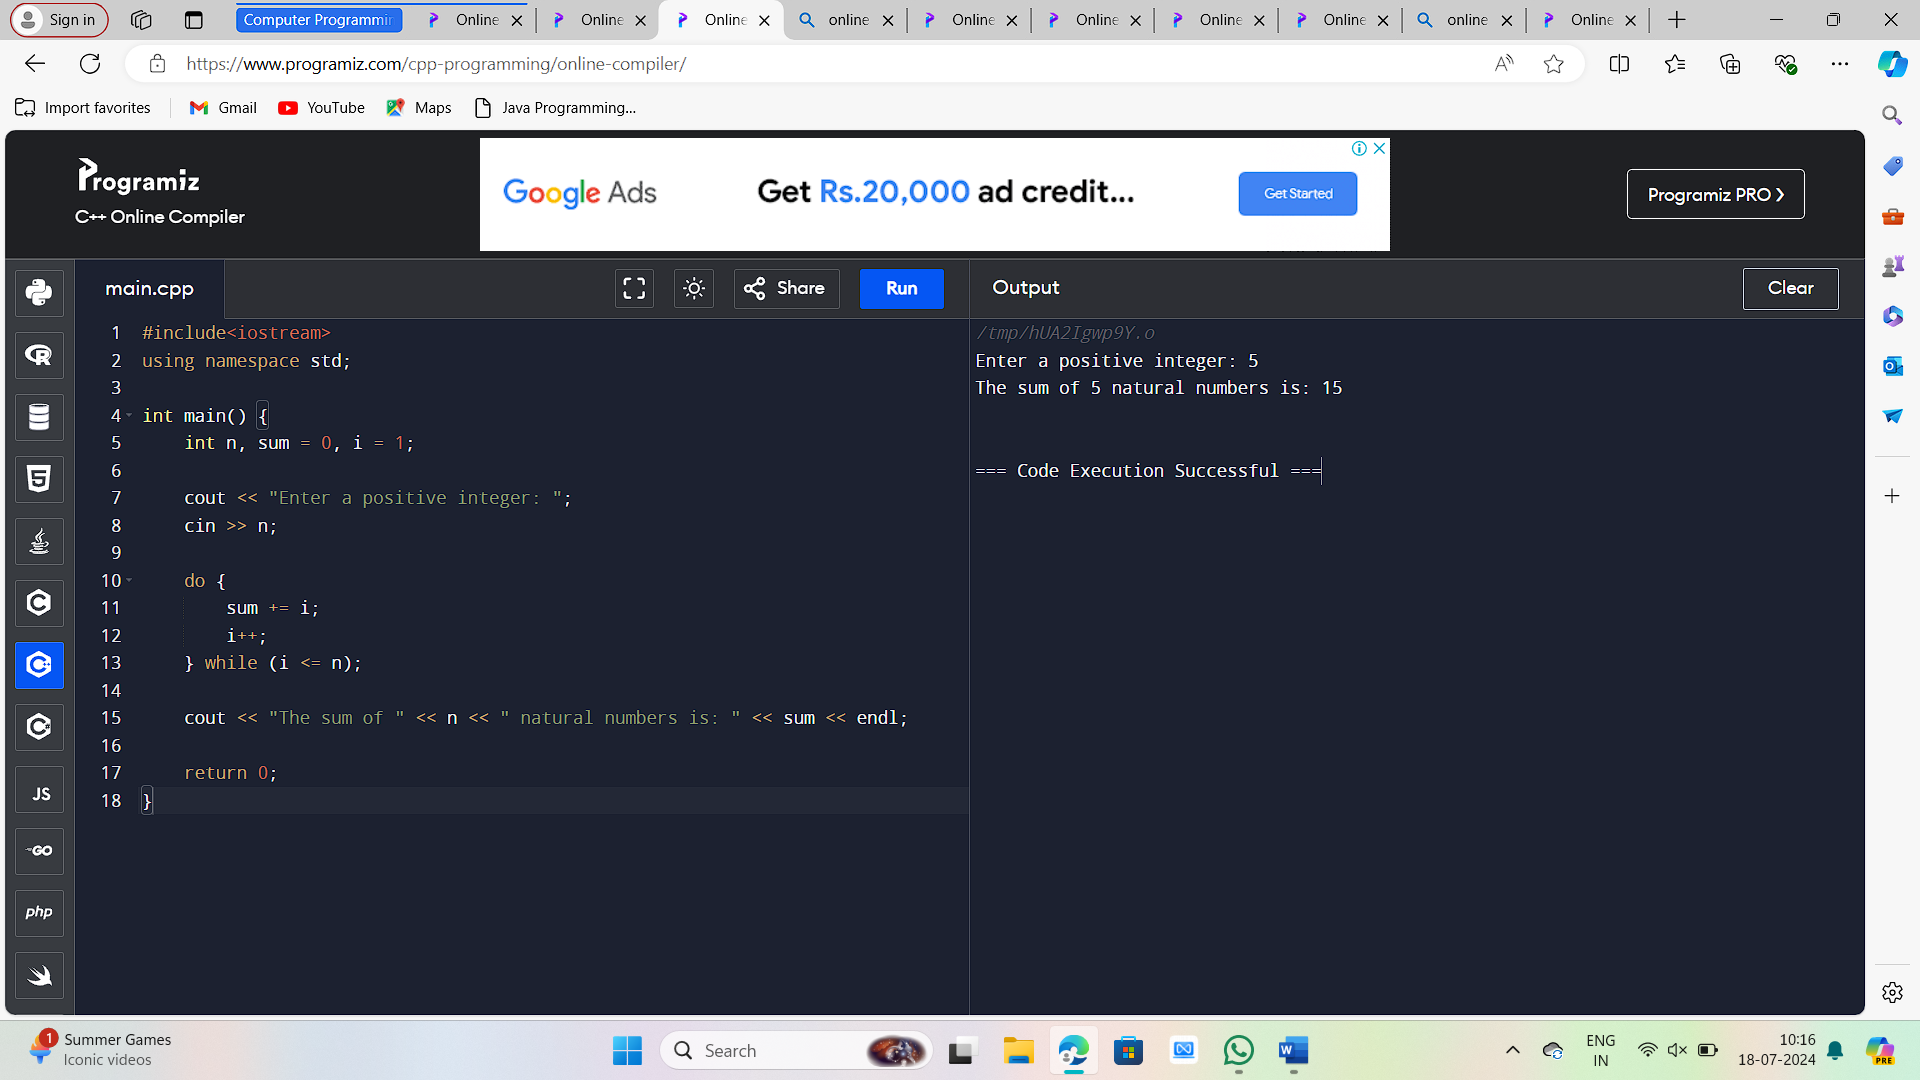 Sign in
Computer Programmin
Online
Online
Online
online
Online
Online
Online
Online
online
Online
https://www.programiz.com/cpp-programming/online-compiler/
Import favorites
Gmail
YouTube
Maps
Java Programming...
Programiz
C++ Online Compiler
Google Ads
Get Rs.20,000 ad credit...
Get Started
Programiz PRO
main.cpp
Share
Run
Output
Clear
1 #include<iostream>
2 using namespace std;
3
4 int main() {
5 int n, sum = 0, i = 1;
6
7 cout << "Enter a positive integer: ";
8 cin >> n;
9
10 do {
11 sum += i;
12 i++;
13 } while (i <= n);
14
15 cout << "The sum of " << n << " natural numbers is: " << sum << endl;
16
17 return 0;
18 }
/tmp/hUA2Igwp9Y.o
Enter a positive integer: 5
The sum of 5 natural numbers is: 15
=== Code Execution Successful ===
JS
GO
php
1
Summer Games
Iconic videos
Search
ENG
IN
10:16
18-07-2024
PRE